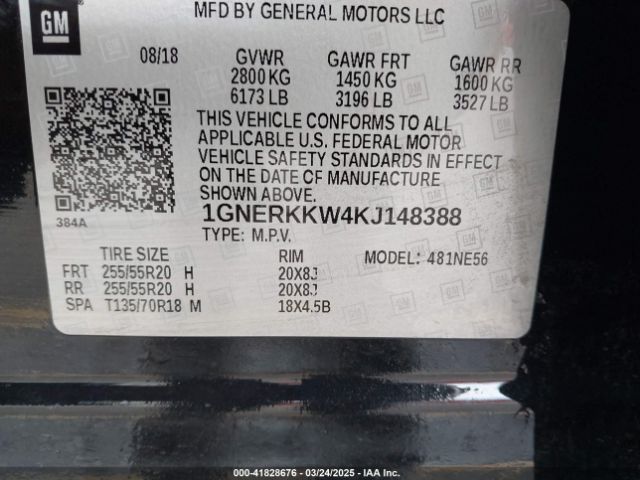 GM
MFD BY GENERAL MOTORS LLC
08/18 GVWR GAWR FRT GAWR RR
2800 KG 1450 KG 1600 KG
6173 LB 3196 LB 3527 LB
THIS VEHICLE CONFORMS TO ALL
APPLICABLE U.S. FEDERAL MOTOR
VEHICLE SAFETY STANDARDS IN EFFECT
ON THE DATE OF MANUFACTURE
SHOWN ABOVE.
384A
1GNERKKW4KJ148388
TYPE: M.P.V.
TIRE SIZE RIM MODEL: 481NE56
FRT 255/55R20 H 20X8J
RR 255/55R20 H 20X8J
SPA T135/70R18 M 18X4.5B
000-41828676 - 03/24/2025 - IAA Inc.